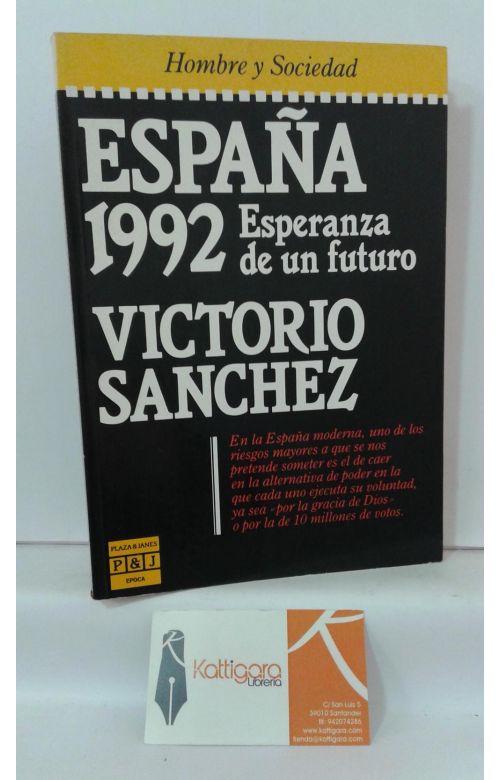 Hombre y Sociedad
ESPAÑA
1992 Esperanza
de un futuro
VICTORIO
SANCHEZ
En la España moderna, uno de los
riesgos mayores a que se nos
pretende someter es el de caer
en la alternativa de poder en la
que cada uno ejecuta su voluntad,
ya sea -por la gracia de Dios-
o por la de 10 millones de votos.
PLAZA & JANES
P & J
EPOCA
Kattigara
Librería
C/ San Luis 5
39010 Santander
tlf: 942074286
www.kattigara.com
tienda@kattigara.com